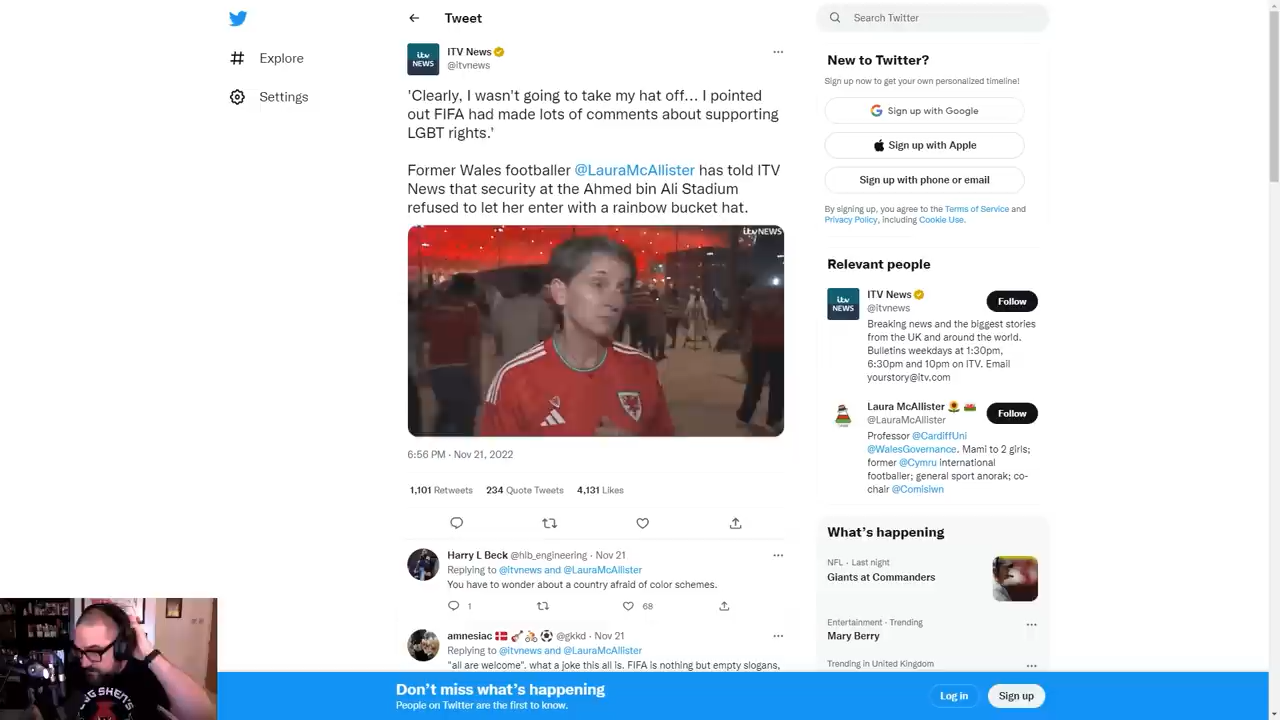 Tweet
Search Twitter
Explore
Settings
itv NEWS
ITV News
@itvnews
'Clearly, I wasn't going to take my hat off... I pointed
out FIFA had made lots of comments about supporting
LGBT rights.'
Former Wales footballer @LauraMcAllister has told ITV
News that security at the Ahmed bin Ali Stadium
refused to let her enter with a rainbow bucket hat.
itv NEWS
6:56 PM · Nov 21, 2022
1,101 Retweets 234 Quote Tweets 4,131 Likes
Harry L Beck @hlb_engineering · Nov 21
Replying to @itvnews and @LauraMcAllister
You have to wonder about a country afraid of color schemes.
1 68
amnesiac @gkkd · Nov 21
Replying to @itvnews and @LauraMcAllister
"all are welcome". what a joke this all is. FIFA is nothing but empty slogans,
New to Twitter?
Sign up now to get your own personalized timeline!
Sign up with Google
Sign up with Apple
Sign up with phone or email
By signing up, you agree to the Terms of Service and
Privacy Policy, including Cookie Use.
Relevant people
itv NEWS
ITV News
@itvnews
Follow
Breaking news and the biggest stories
from the UK and around the world.
Bulletins weekdays at 1:30pm,
6:30pm and 10pm on ITV. Email
yourstory@itv.com
Laura McAllister
@LauraMcAllister
Follow
Professor @CardiffUni
@WalesGovernance. Mami to 2 girls;
former @Cymru international
footballer; general sport anorak; co-
chair @Comisiwn
What's happening
NFL · Last night
Giants at Commanders
Entertainment · Trending
Mary Berry
Trending in United Kingdom
Don't miss what's happening
People on Twitter are the first to know.
Log in
Sign up